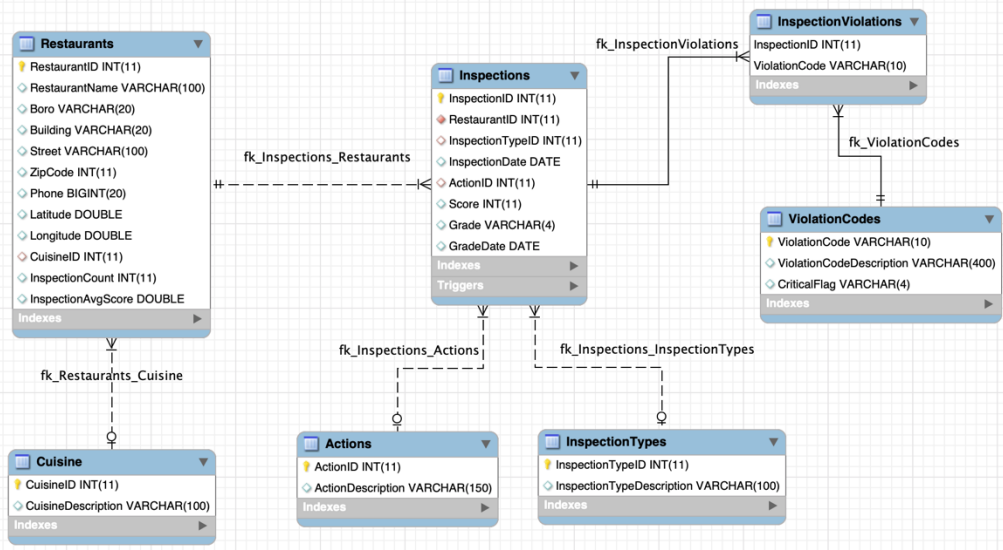 Restaurants
RestaurantID INT(11)
RestaurantName VARCHAR(100)
Boro VARCHAR(20)
Building VARCHAR(20)
Street VARCHAR(100)
ZipCode INT(11)
Phone BIGINT(20)
Latitude DOUBLE
Longitude DOUBLE
CuisineID INT(11)
InspectionCount INT(11)
InspectionAvgScore DOUBLE
Indexes
fk_Inspections_Restaurants
Inspections
InspectionID INT(11)
RestaurantID INT(11)
InspectionTypeID INT(11)
InspectionDate DATE
ActionID INT(11)
Score INT(11)
Grade VARCHAR(4)
GradeDate DATE
Indexes
Triggers
fk_InspectionViolations
InspectionViolations
InspectionID INT(11)
ViolationCode VARCHAR(10)
Indexes
fk_ViolationCodes
ViolationCodes
ViolationCode VARCHAR(10)
ViolationCodeDescription VARCHAR(400)
CriticalFlag VARCHAR(4)
Indexes
fk_Restaurants_Cuisine
fk_Inspections_Actions
fk_Inspections_InspectionTypes
Cuisine
CuisineID INT(11)
CuisineDescription VARCHAR(100)
Indexes
Actions
ActionID INT(11)
ActionDescription VARCHAR(150)
Indexes
InspectionTypes
InspectionTypeID INT(11)
InspectionTypeDescription VARCHAR(100)
Indexes